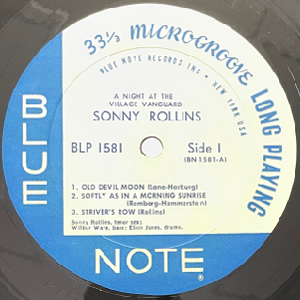 33⅓ MICROGROOVE LONG PLAYING
BLUE NOTE RECORDS INC • NEW YORK USA
A NIGHT AT THE
VILLAGE VANGUARD
SONNY ROLLINS
BLP 1581 Side 1
(BN 1581-A)
1. OLD DEVIL MOON (Lane-Harburg)
2. SOFTLY AS IN A MORNING SUNRISE
(Romberg-Hammerstein)
3. STRIVER'S ROW (Rollins)
Sonny Rollins, tenor sax;
Wilbur Ware, bass; Elvin Jones, drums.
BLUE
NOTE®